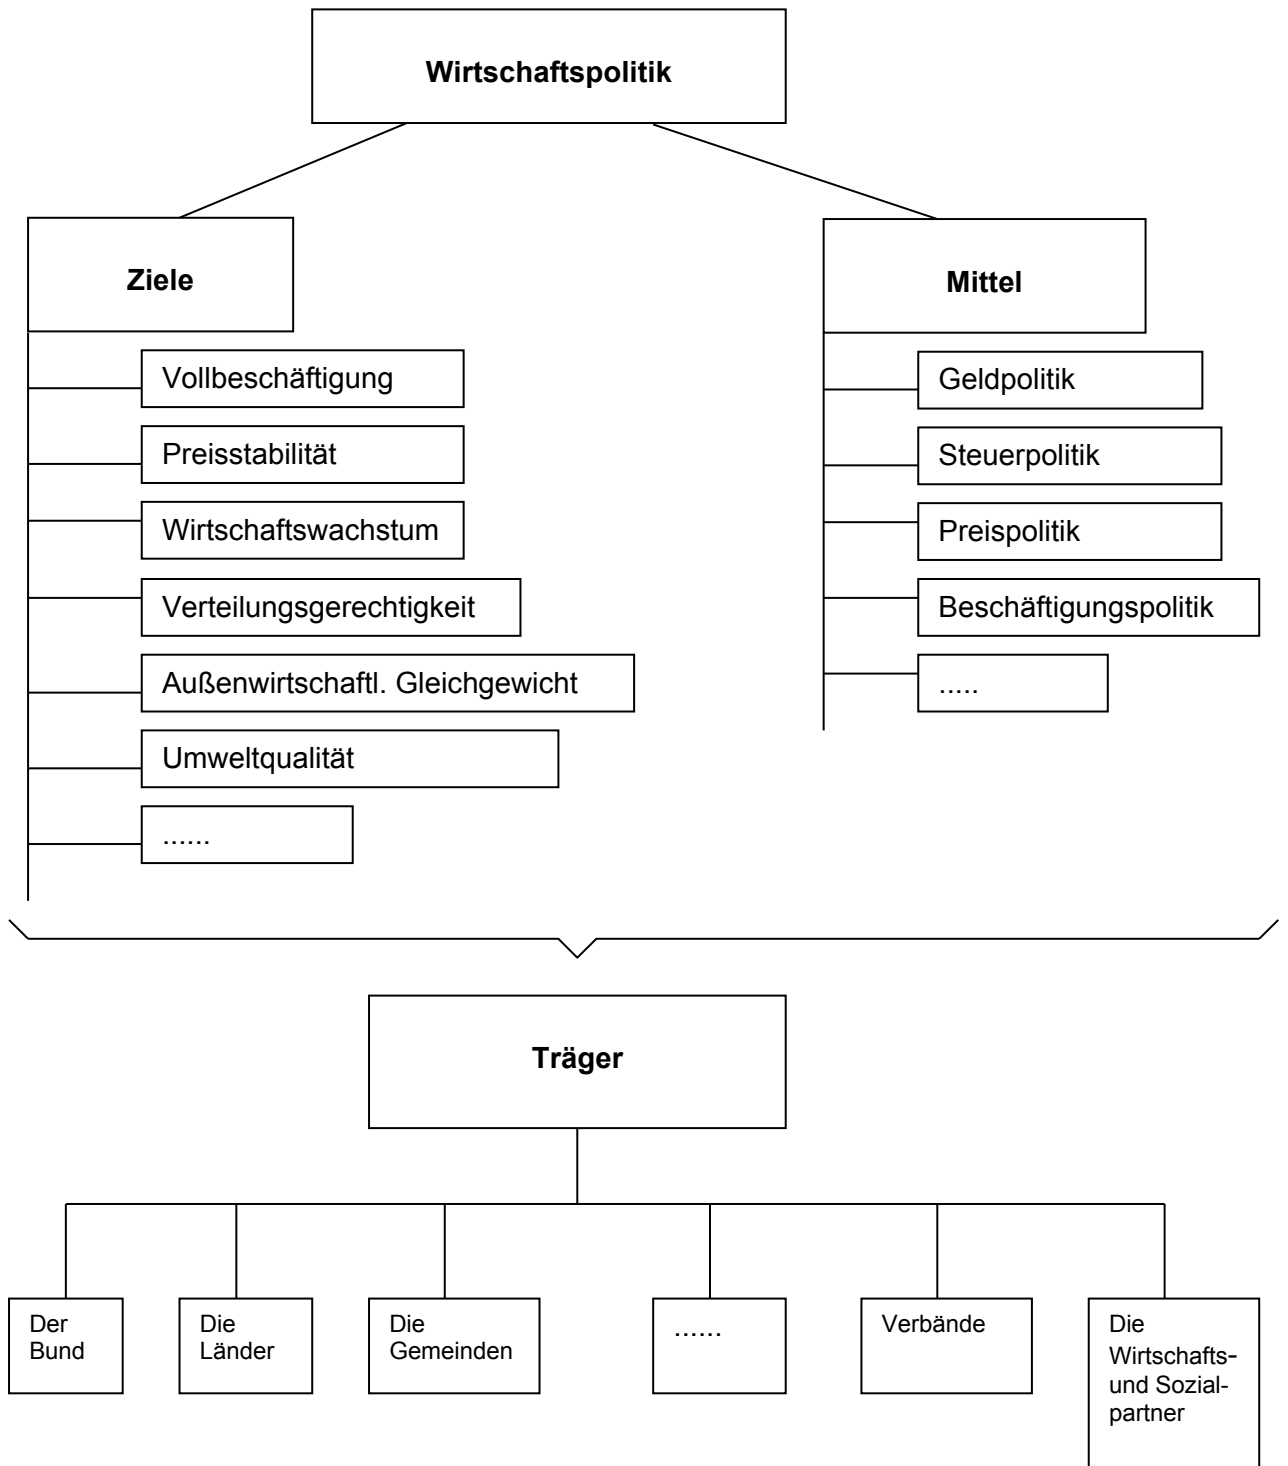 Wirtschaftspolitik
Ziele
Vollbeschäftigung
Preisstabilität
Wirtschaftswachstum
Verteilungsgerechtigkeit
Außenwirtschaftl. Gleichgewicht
Umweltqualität
......
Mittel
Geldpolitik
Steuerpolitik
Preispolitik
Beschäftigungspolitik
.....
Träger
Der
Bund
Die
Länder
Die
Gemeinden
......
Verbände
Die
Wirtschafts-
und Sozial-
partner